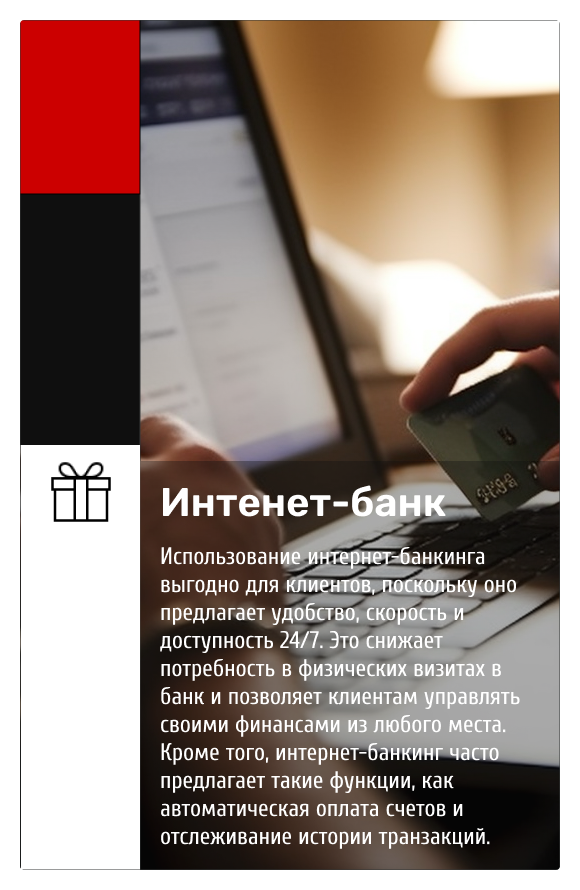 Интенет-банк
Использование интернет-банкинга
выгодно для клиентов, поскольку оно
предлагает удобство, скорость и
доступность 24/7. Это снижает
потребность в физических визитах в
банк и позволяет клиентам управлять
своими финансами из любого места.
Кроме того, интернет-банкинг часто
предлагает такие функции, как
автоматическая оплата счетов и
отслеживание истории транзакций.